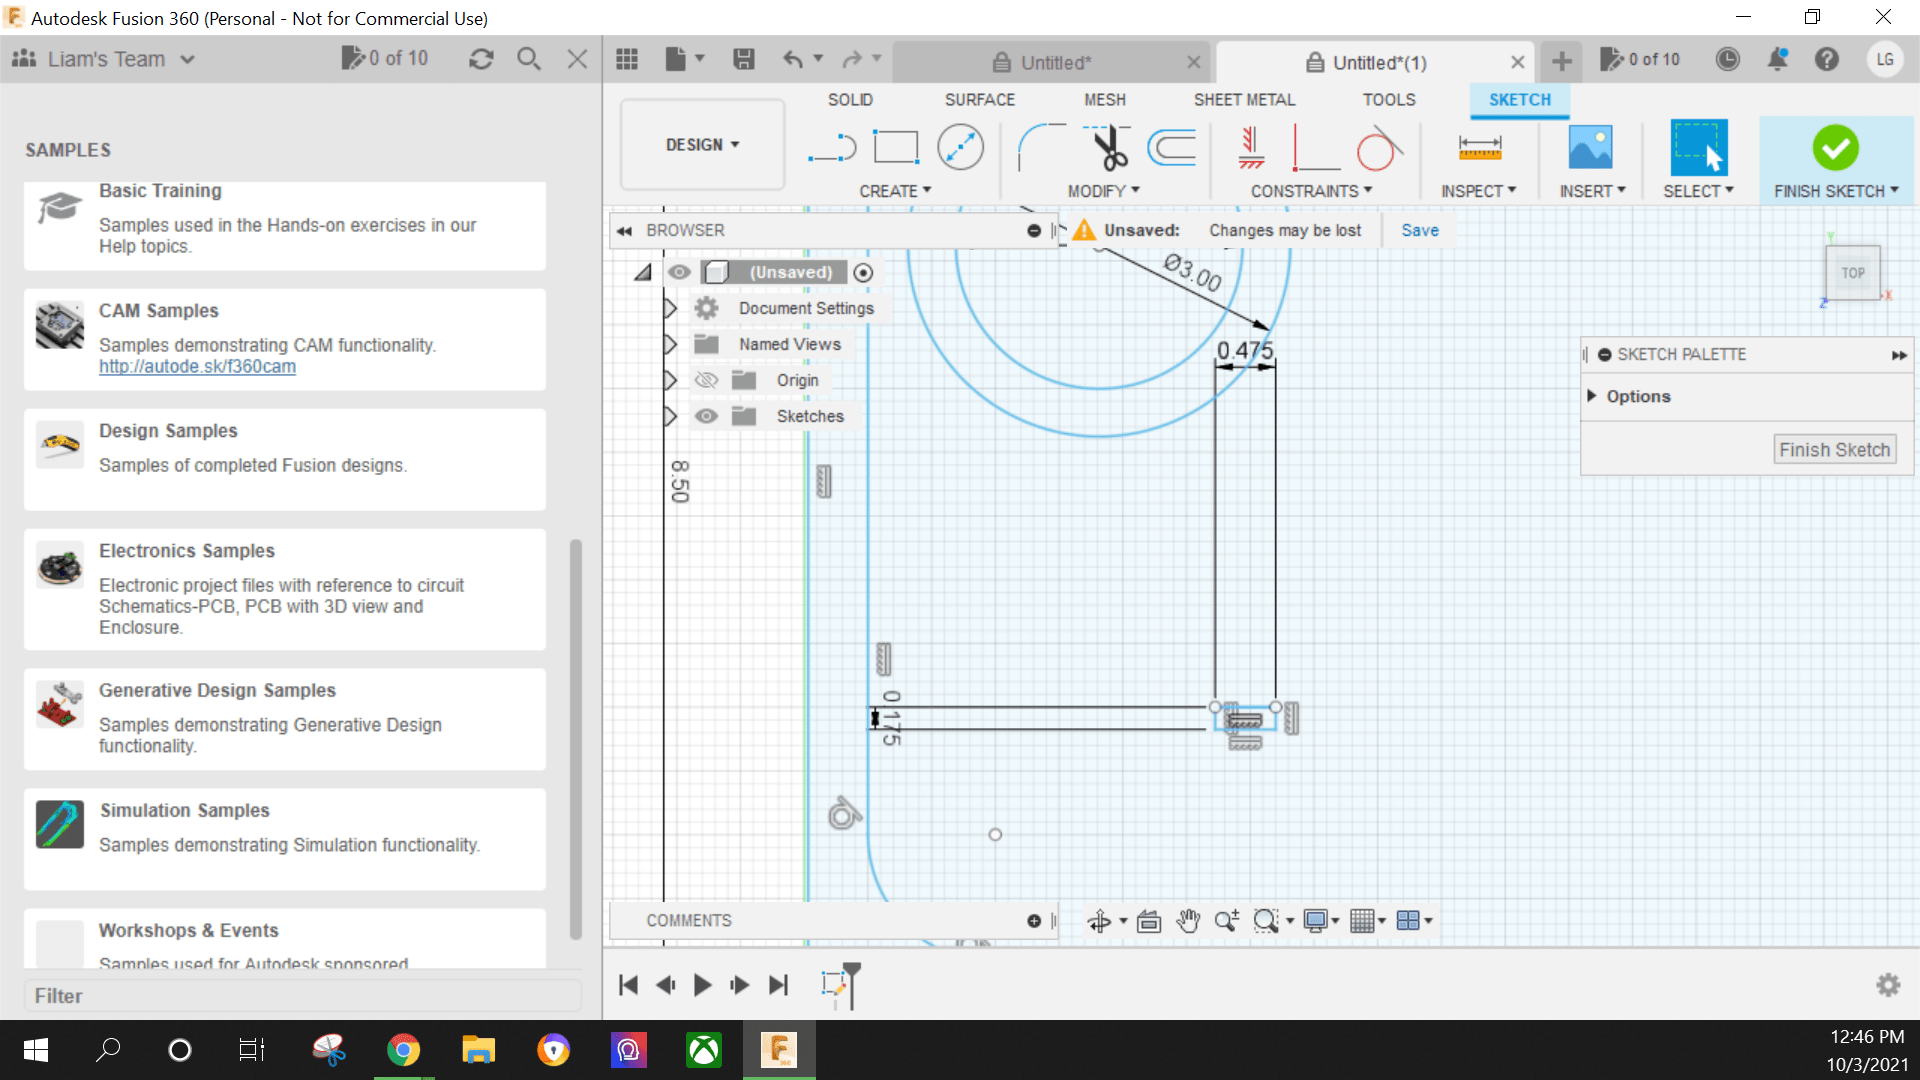 Autodesk Fusion 360 (Personal - Not for Commercial Use)
Liam's Team
0 of 10
Untitled*
Untitled*(1)
0 of 10
LG
SOLID
SURFACE
MESH
SHEET METAL
TOOLS
SKETCH
DESIGN
CREATE
MODIFY
CONSTRAINTS
INSPECT
INSERT
SELECT
FINISH SKETCH
SAMPLES
Basic Training
Samples used in the Hands-on exercises in our
Help topics.
CAM Samples
Samples demonstrating CAM functionality.
http://autode.sk/f360cam
Design Samples
Samples of completed Fusion designs.
Electronics Samples
Electronic project files with reference to circuit
Schematics-PCB, PCB with 3D view and
Enclosure.
Generative Design Samples
Samples demonstrating Generative Design
functionality.
Simulation Samples
Samples demonstrating Simulation functionality.
Workshops & Events
Samples used for Autodesk sponsored
Filter
BROWSER
Unsaved:
Changes may be lost
Save
(Unsaved)
Document Settings
Named Views
Origin
Sketches
Ø3.00
0.475
8.50
0.175
Y
TOP
X
Z
SKETCH PALETTE
Options
Finish Sketch
COMMENTS
F
360
12:46 PM
10/3/2021